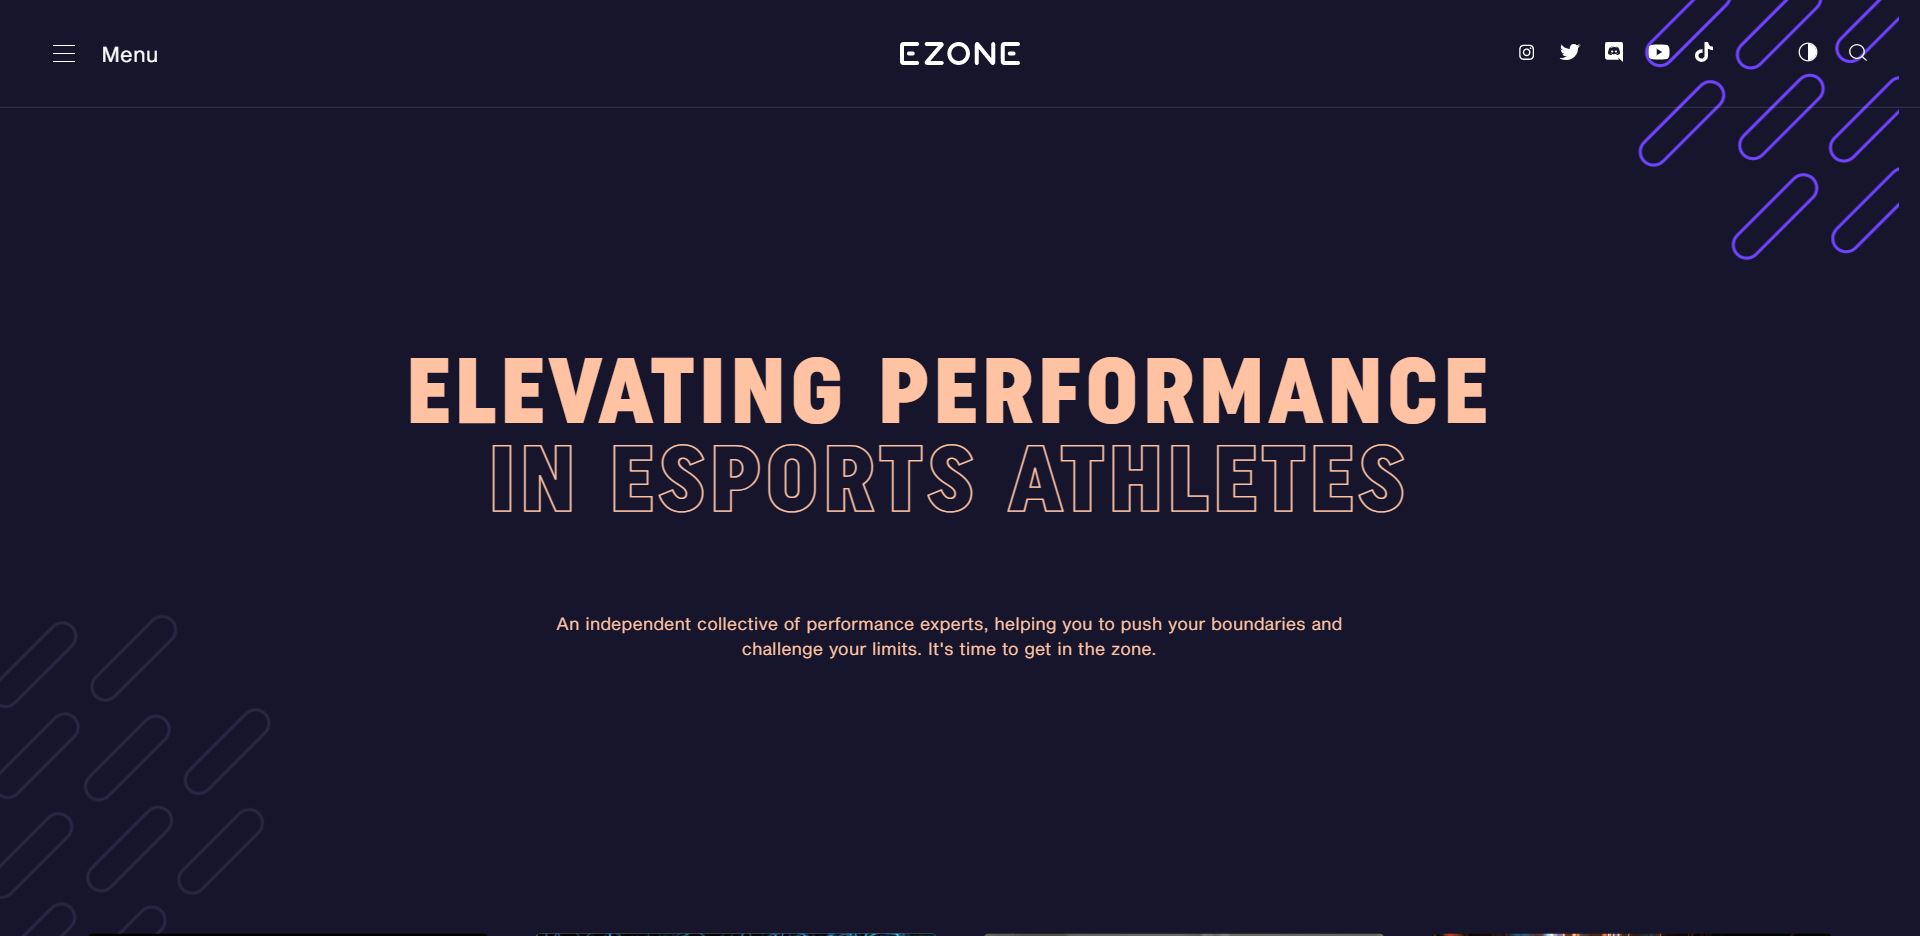 Menu
EZONE
ELEVATING PERFORMANCE
IN ESPORTS ATHLETES
An independent collective of performance experts, helping you to push your boundaries and
challenge your limits. It's time to get in the zone.